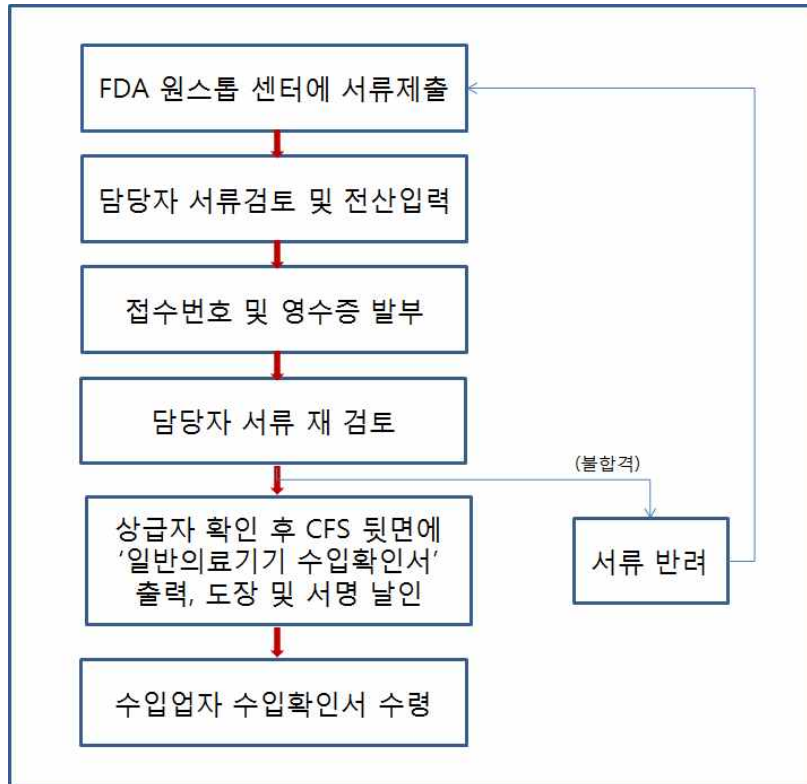 FDA 원스톱 센터에 서류제출
담당자 서류검토 및 전산입력
접수번호 및 영수증 발부
담당자 서류 재 검토
(불합격)
상급자 확인 후 CFS 뒷면에
‘일반의료기기 수입확인서’
출력, 도장 및 서명 날인
서류 반려
수입업자 수입확인서 수령